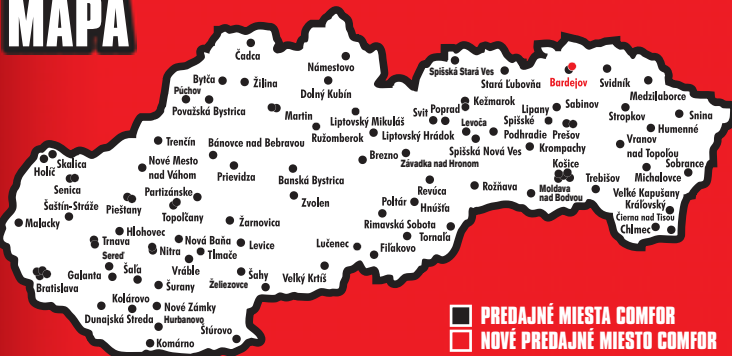 MAPA
Čadca
Námestovo
Spišská Stará Ves
Stará Ľubovňa
Bardejov
Svidník
Bytča
Žilina
Dolný Kubín
Medzilaborce
Púchov
Považská Bystrica
Martin
Liptovský Mikuláš
Svit
Poprad
Kežmarok
Lipany
Sabinov
Stropkov
Snina
Ružomberok
Liptovský Hrádok
Levoča
Spišské
Podhradie
Prešov
Humenné
Trenčín
Bánovce nad Bebravou
Brezno
Závadka nad Hronom
Spišská Nová Ves
Krompachy
Vranov
nad Topoľou
Skalica
Holíč
Nové Mesto
nad Váhom
Prievidza
Banská Bystrica
Košice
Sobrance
Michalovce
Senica
Partizánske
Zvolen
Revúca
Rožňava
Moldava
nad Bodvou
Trebišov
Veľké Kapušany
Šaštín-Stráže
Piešťany
Topoľčany
Poltár
Hnúšťa
Kráľovský
Malacky
Hlohovec
Žarnovica
Rimavská Sobota
Čierna nad Tisou
Chlmec
Trnava
Nová Baňa
Levice
Lučenec
Tornaľa
Sereď
Nitra
Tlmače
Fiľakovo
Galanta
Šaľa
Vráble
Šahy
Veľký Krtíš
Bratislava
Šurany
Želiezovce
Kolárovo
Nové Zámky
Dunajská Streda
Hurbanovo
Štúrovo
Komárno
PREDAJNÉ MIESTA COMFOR
NOVÉ PREDAJNÉ MIESTO COMFOR